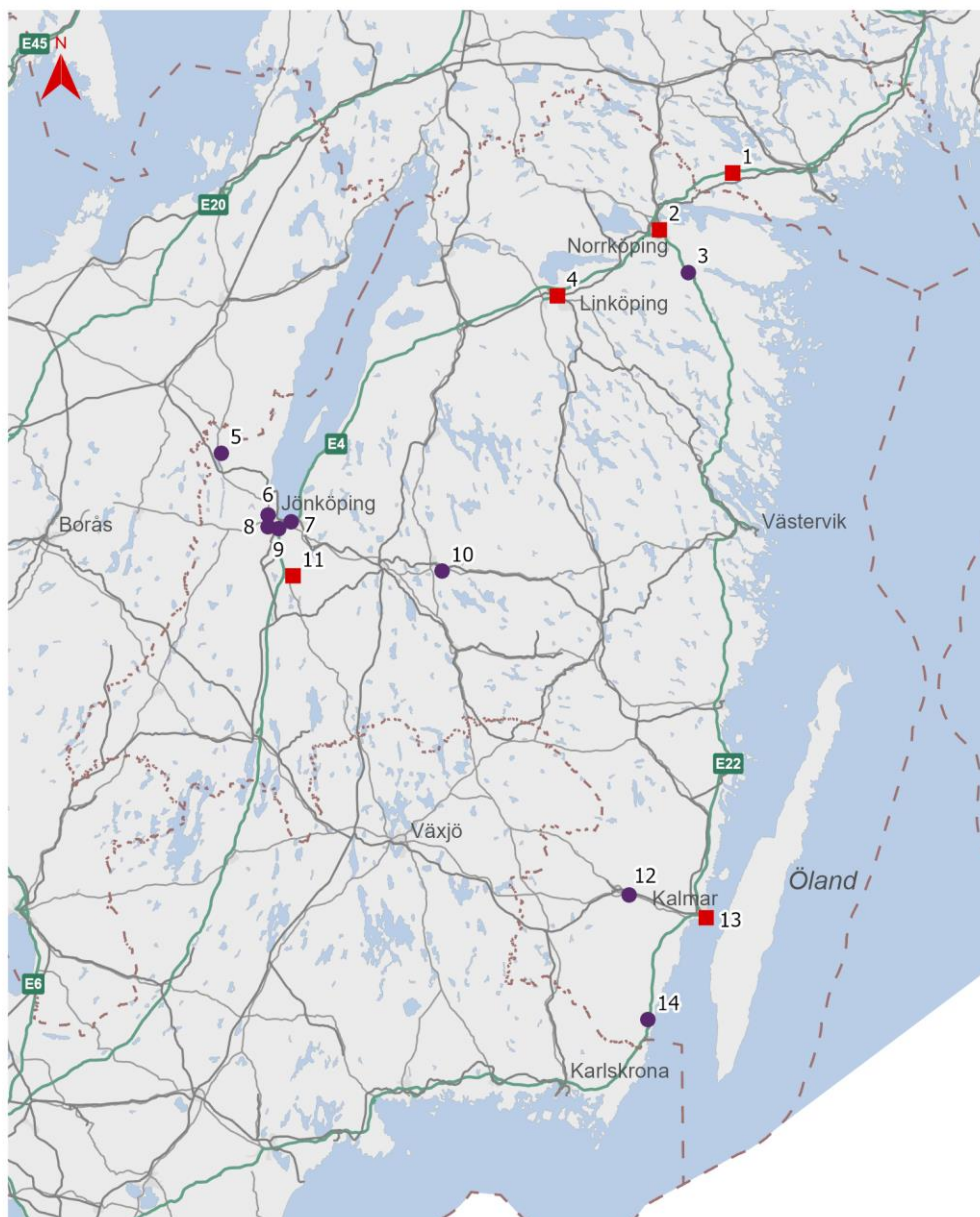 E45
N
1
E20
2
Norrköping
3
4
Linköping
5
E4
6
Jönköping
7
Borås
8
9
Västervik
10
11
E22
Växjö
Öland
12
Kalmar
13
E6
14
Karlskrona